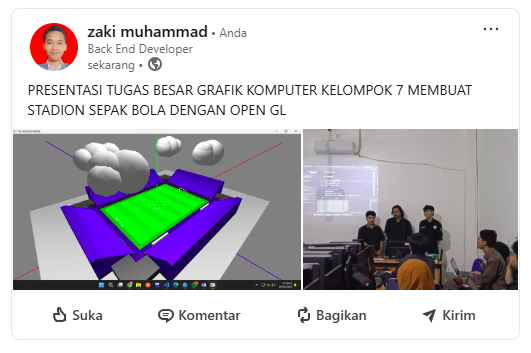 zaki muhammad • Anda
Back End Developer
sekarang •
PRESENTASI TUGAS BESAR GRAFIK KOMPUTER KELOMPOK 7 MEMBUAT
STADION SEPAK BOLA DENGAN OPEN GL
Suka
Komentar
Bagikan
Kirim